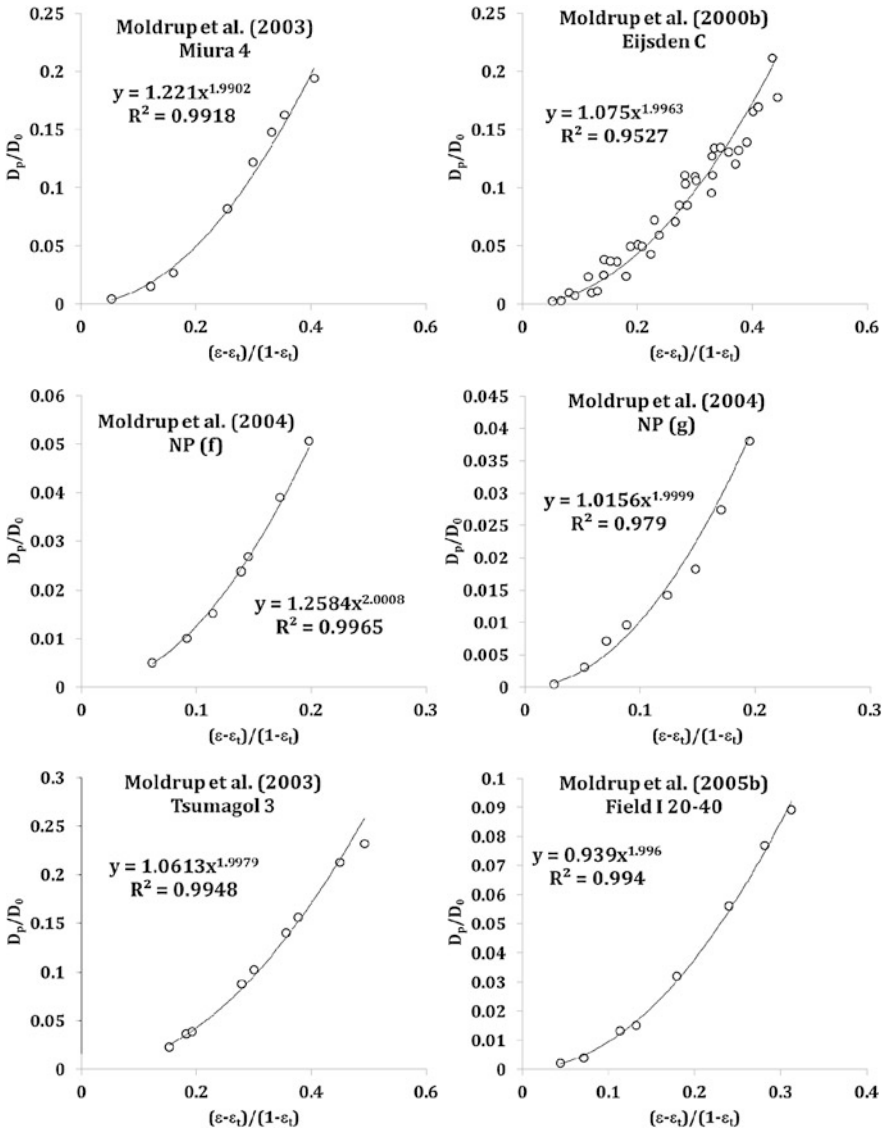 Moldrup et al. (2003)
Miura 4
y = 1.221x^1.9902
R² = 0.9918
D_p/D_0
0.25
0.2
0.15
0.1
0.05
0
0 0.2 0.4 0.6
(ε-ε_t)/(1-ε_t)
Moldrup et al. (2000b)
Eijsden C
y = 1.075x^1.9963
R² = 0.9527
D_p/D_0
0.25
0.2
0.15
0.1
0.05
0
0 0.2 0.4 0.6
(ε-ε_t)/(1-ε_t)
Moldrup et al. (2004)
NP (f)
y = 1.2584x^2.0008
R² = 0.9965
D_p/D_0
0.06
0.05
0.04
0.03
0.02
0.01
0
0 0.1 0.2 0.3
(ε-ε_t)/(1-ε_t)
Moldrup et al. (2004)
NP (g)
y = 1.0156x^1.9999
R² = 0.979
D_p/D_0
0.045
0.04
0.035
0.03
0.025
0.02
0.015
0.01
0.005
0
0 0.1 0.2 0.3
(ε-ε_t)/(1-ε_t)
Moldrup et al. (2003)
Tsumagol 3
y = 1.0613x^1.9979
R² = 0.9948
D_p/D_0
0.3
0.25
0.2
0.15
0.1
0.05
0
0 0.2 0.4 0.6
(ε-ε_t)/(1-ε_t)
Moldrup et al. (2005b)
Field I 20-40
y = 0.939x^1.996
R² = 0.994
D_p/D_0
0.1
0.09
0.08
0.07
0.06
0.05
0.04
0.03
0.02
0.01
0
0 0.1 0.2 0.3 0.4
(ε-ε_t)/(1-ε_t)